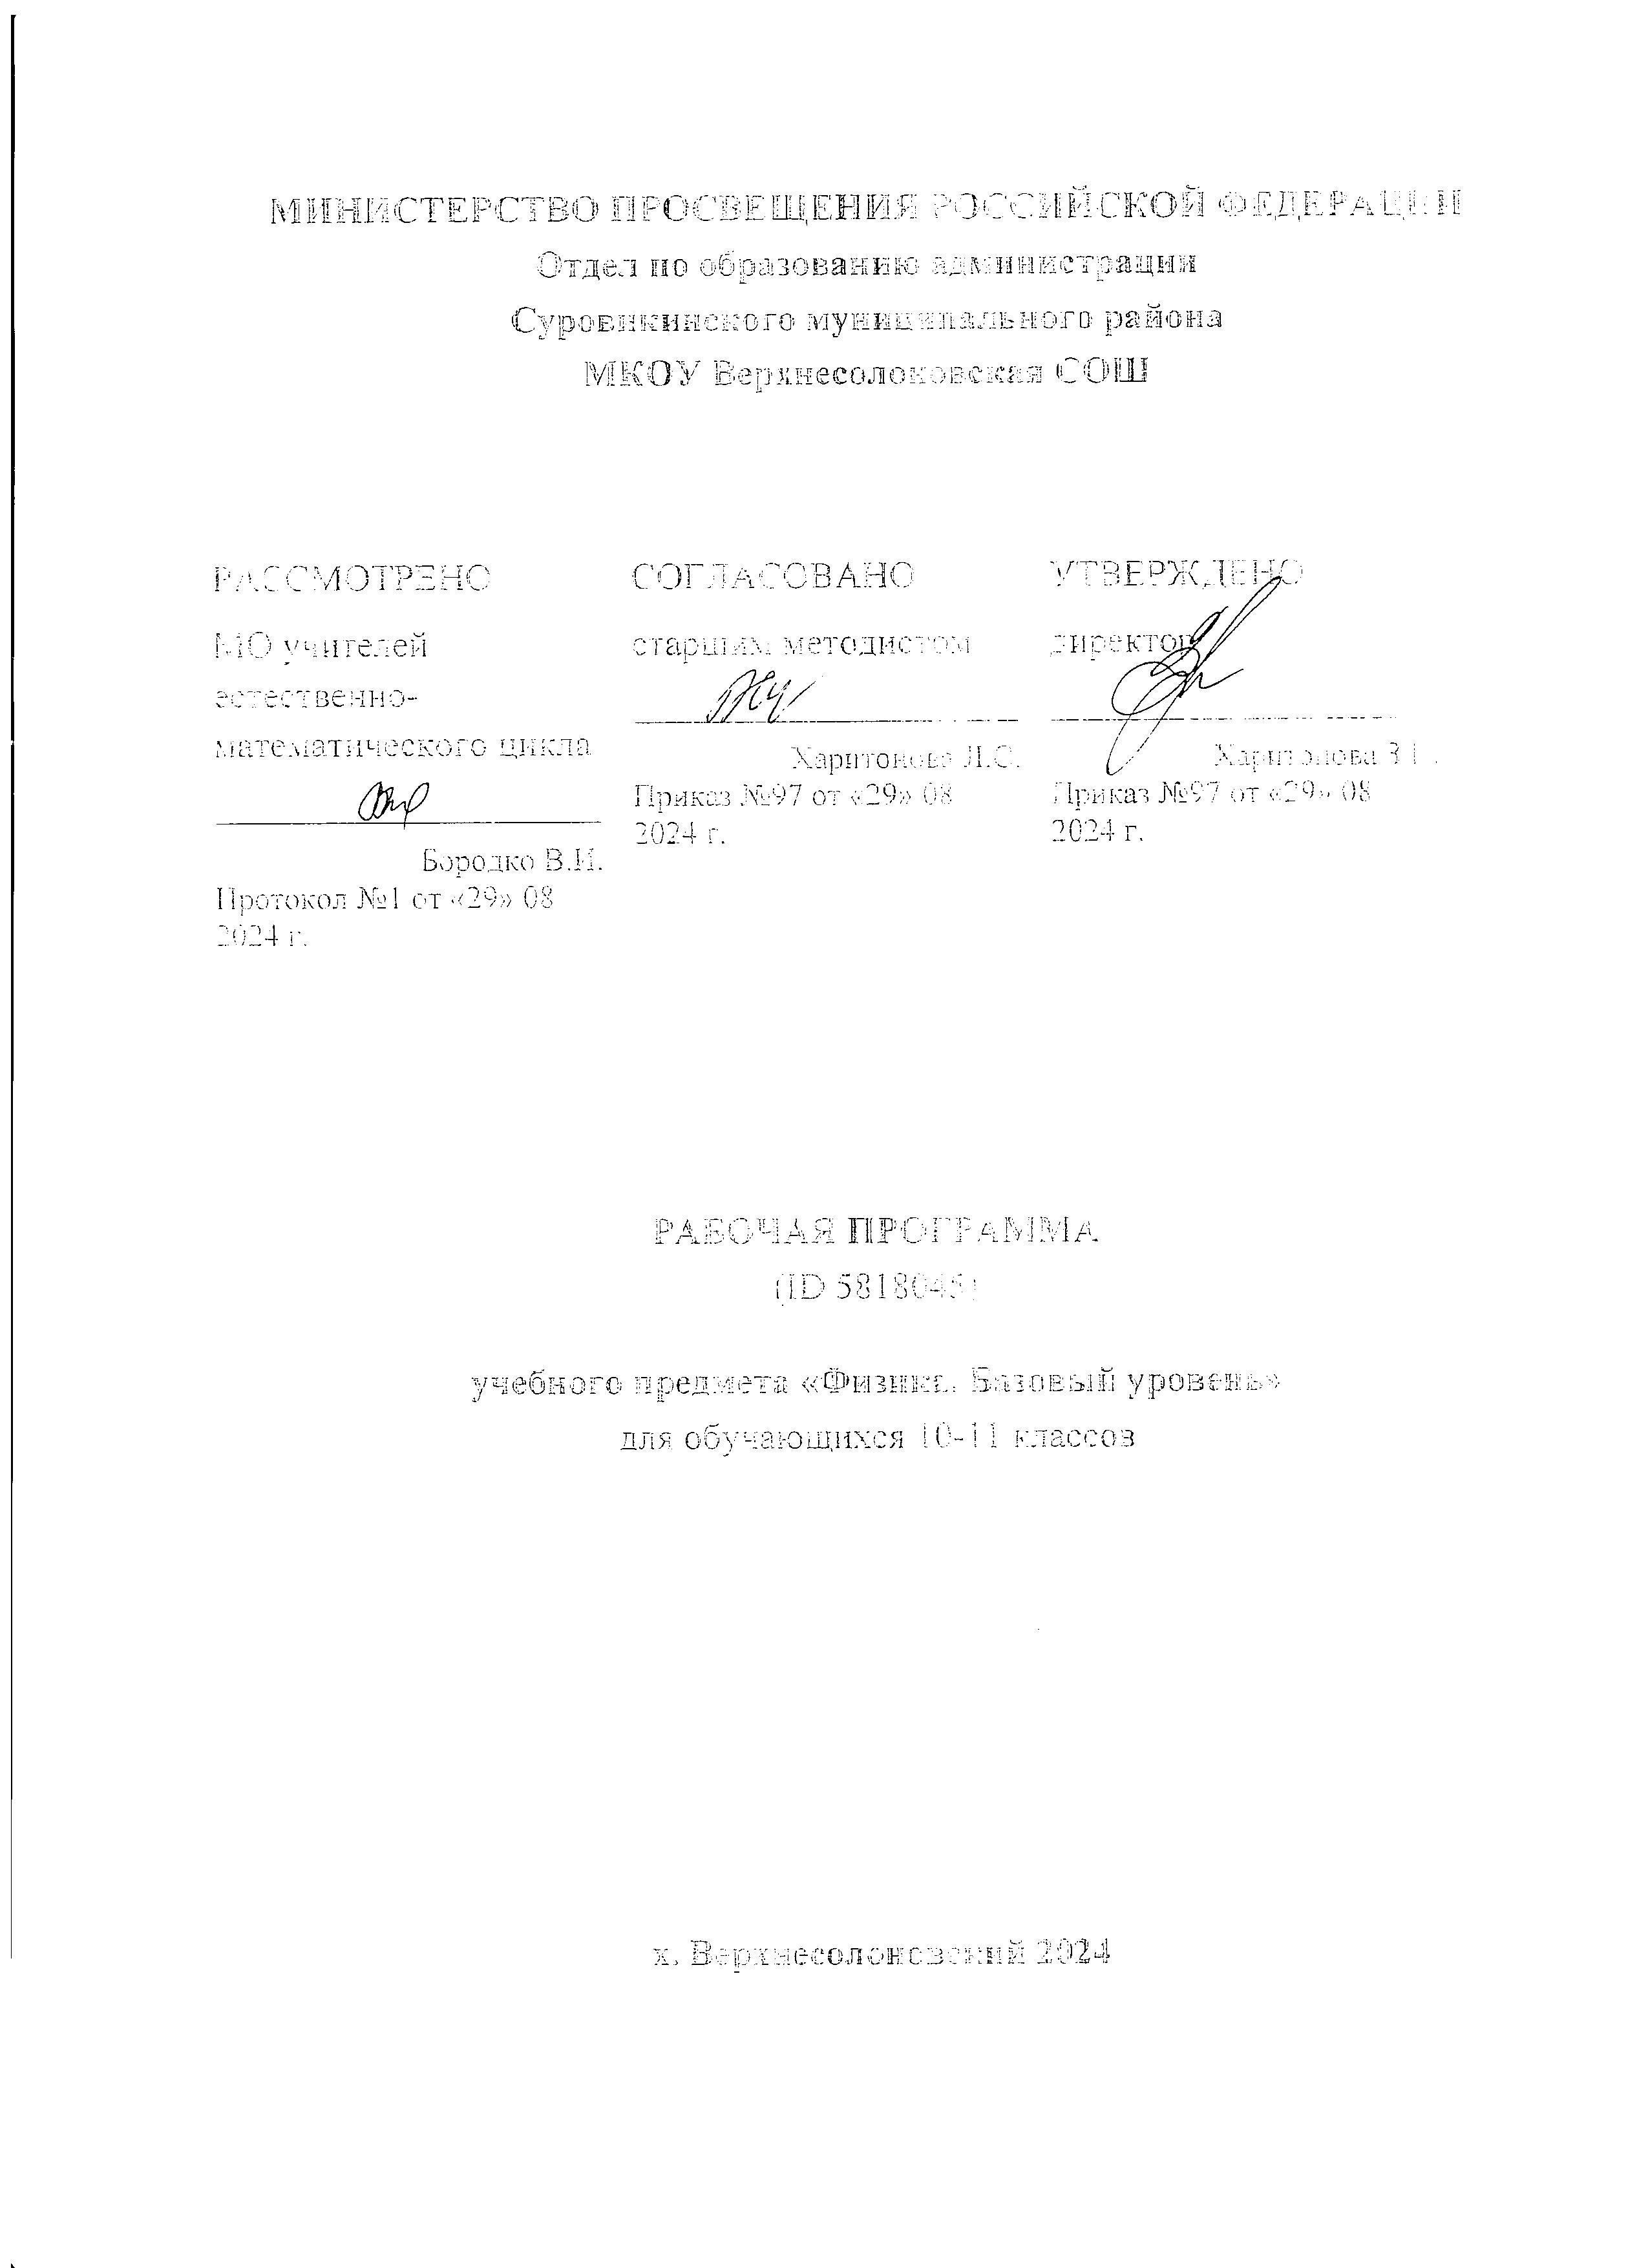 МИНИСТЕРСТВО ПРОСВЕЩЕНИЯ РОССИЙСКОЙ ФЕДЕРАЦИИ
Отдел по образованию администрации
Суровикинского муниципального района
МКОУ Верхнесолоновская СОШ
РАССМОТРЕНО
МО учителей
естественно-
математического цикла
Бородко В.И.
Протокол №1 от «29» 08
2024 г.
СОГЛАСОВАНО
старшим методистом
Харитонова Л.С.
Приказ №97 от «29» 08
2024 г.
УТВЕРЖДЕНО
директор
Харитонова
Приказ №97 от «29» 08
2024 г.
РАБОЧАЯ ПРОГРАММА
(ID 5818045)
учебного предмета «Физика. Базовый уровень»
для обучающихся 10-11 классов
х. Верхнесолоновский 2024